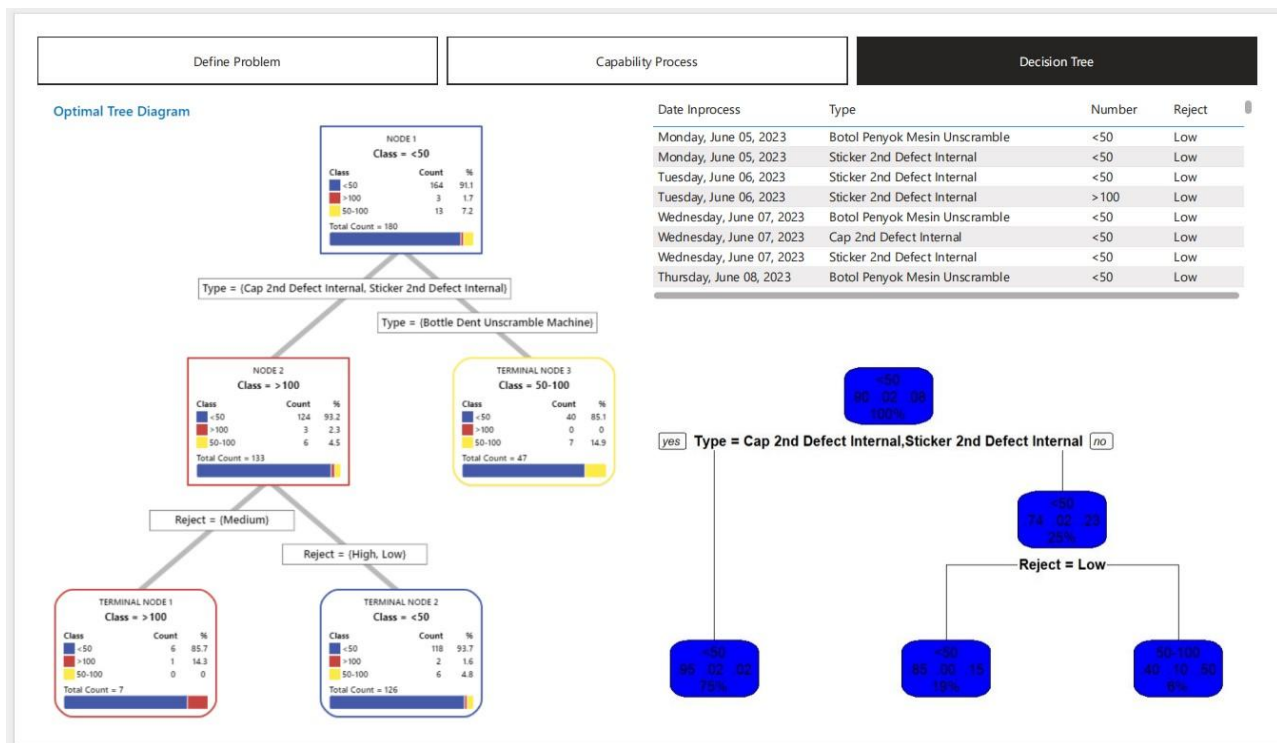 Define Problem
Capability Process
Decision Tree
Optimal Tree Diagram
NODE 1
Class = <50
Class Count %
<50 164 91.1
>100 3 1.7
50-100 13 7.2
Total Count = 180
Type = {Cap 2nd Defect Internal, Sticker 2nd Defect Internal}
Type = {Bottle Dent Unscramble Machine}
NODE 2
Class = >100
Class Count %
<50 124 93.2
>100 3 2.3
50-100 6 4.5
Total Count = 133
TERMINAL NODE 3
Class = 50-100
Class Count %
<50 40 85.1
>100 0 0
50-100 7 14.9
Total Count = 47
Reject = {Medium}
Reject = {High, Low}
TERMINAL NODE 1
Class = >100
Class Count %
<50 6 85.7
>100 1 14.3
50-100 0 0
Total Count = 7
TERMINAL NODE 2
Class = <50
Class Count %
<50 118 93.7
>100 2 1.6
50-100 6 4.8
Total Count = 126
Date Inprocess Type Number Reject
Monday, June 05, 2023 Botol Penyok Mesin Unscramble <50 Low
Monday, June 05, 2023 Sticker 2nd Defect Internal <50 Low
Tuesday, June 06, 2023 Sticker 2nd Defect Internal <50 Low
Tuesday, June 06, 2023 Sticker 2nd Defect Internal >100 Low
Wednesday, June 07, 2023 Botol Penyok Mesin Unscramble <50 Low
Wednesday, June 07, 2023 Cap 2nd Defect Internal <50 Low
Wednesday, June 07, 2023 Sticker 2nd Defect Internal <50 Low
Thursday, June 08, 2023 Botol Penyok Mesin Unscramble <50 Low
<50
.90 .02 .08
100%
yes Type = Cap 2nd Defect Internal,Sticker 2nd Defect Internal no
<50
.74 .02 .23
25%
Reject = Low
<50
.95 .02 .02
75%
<50
.85 .00 .15
19%
50-100
.40 .10 .50
6%